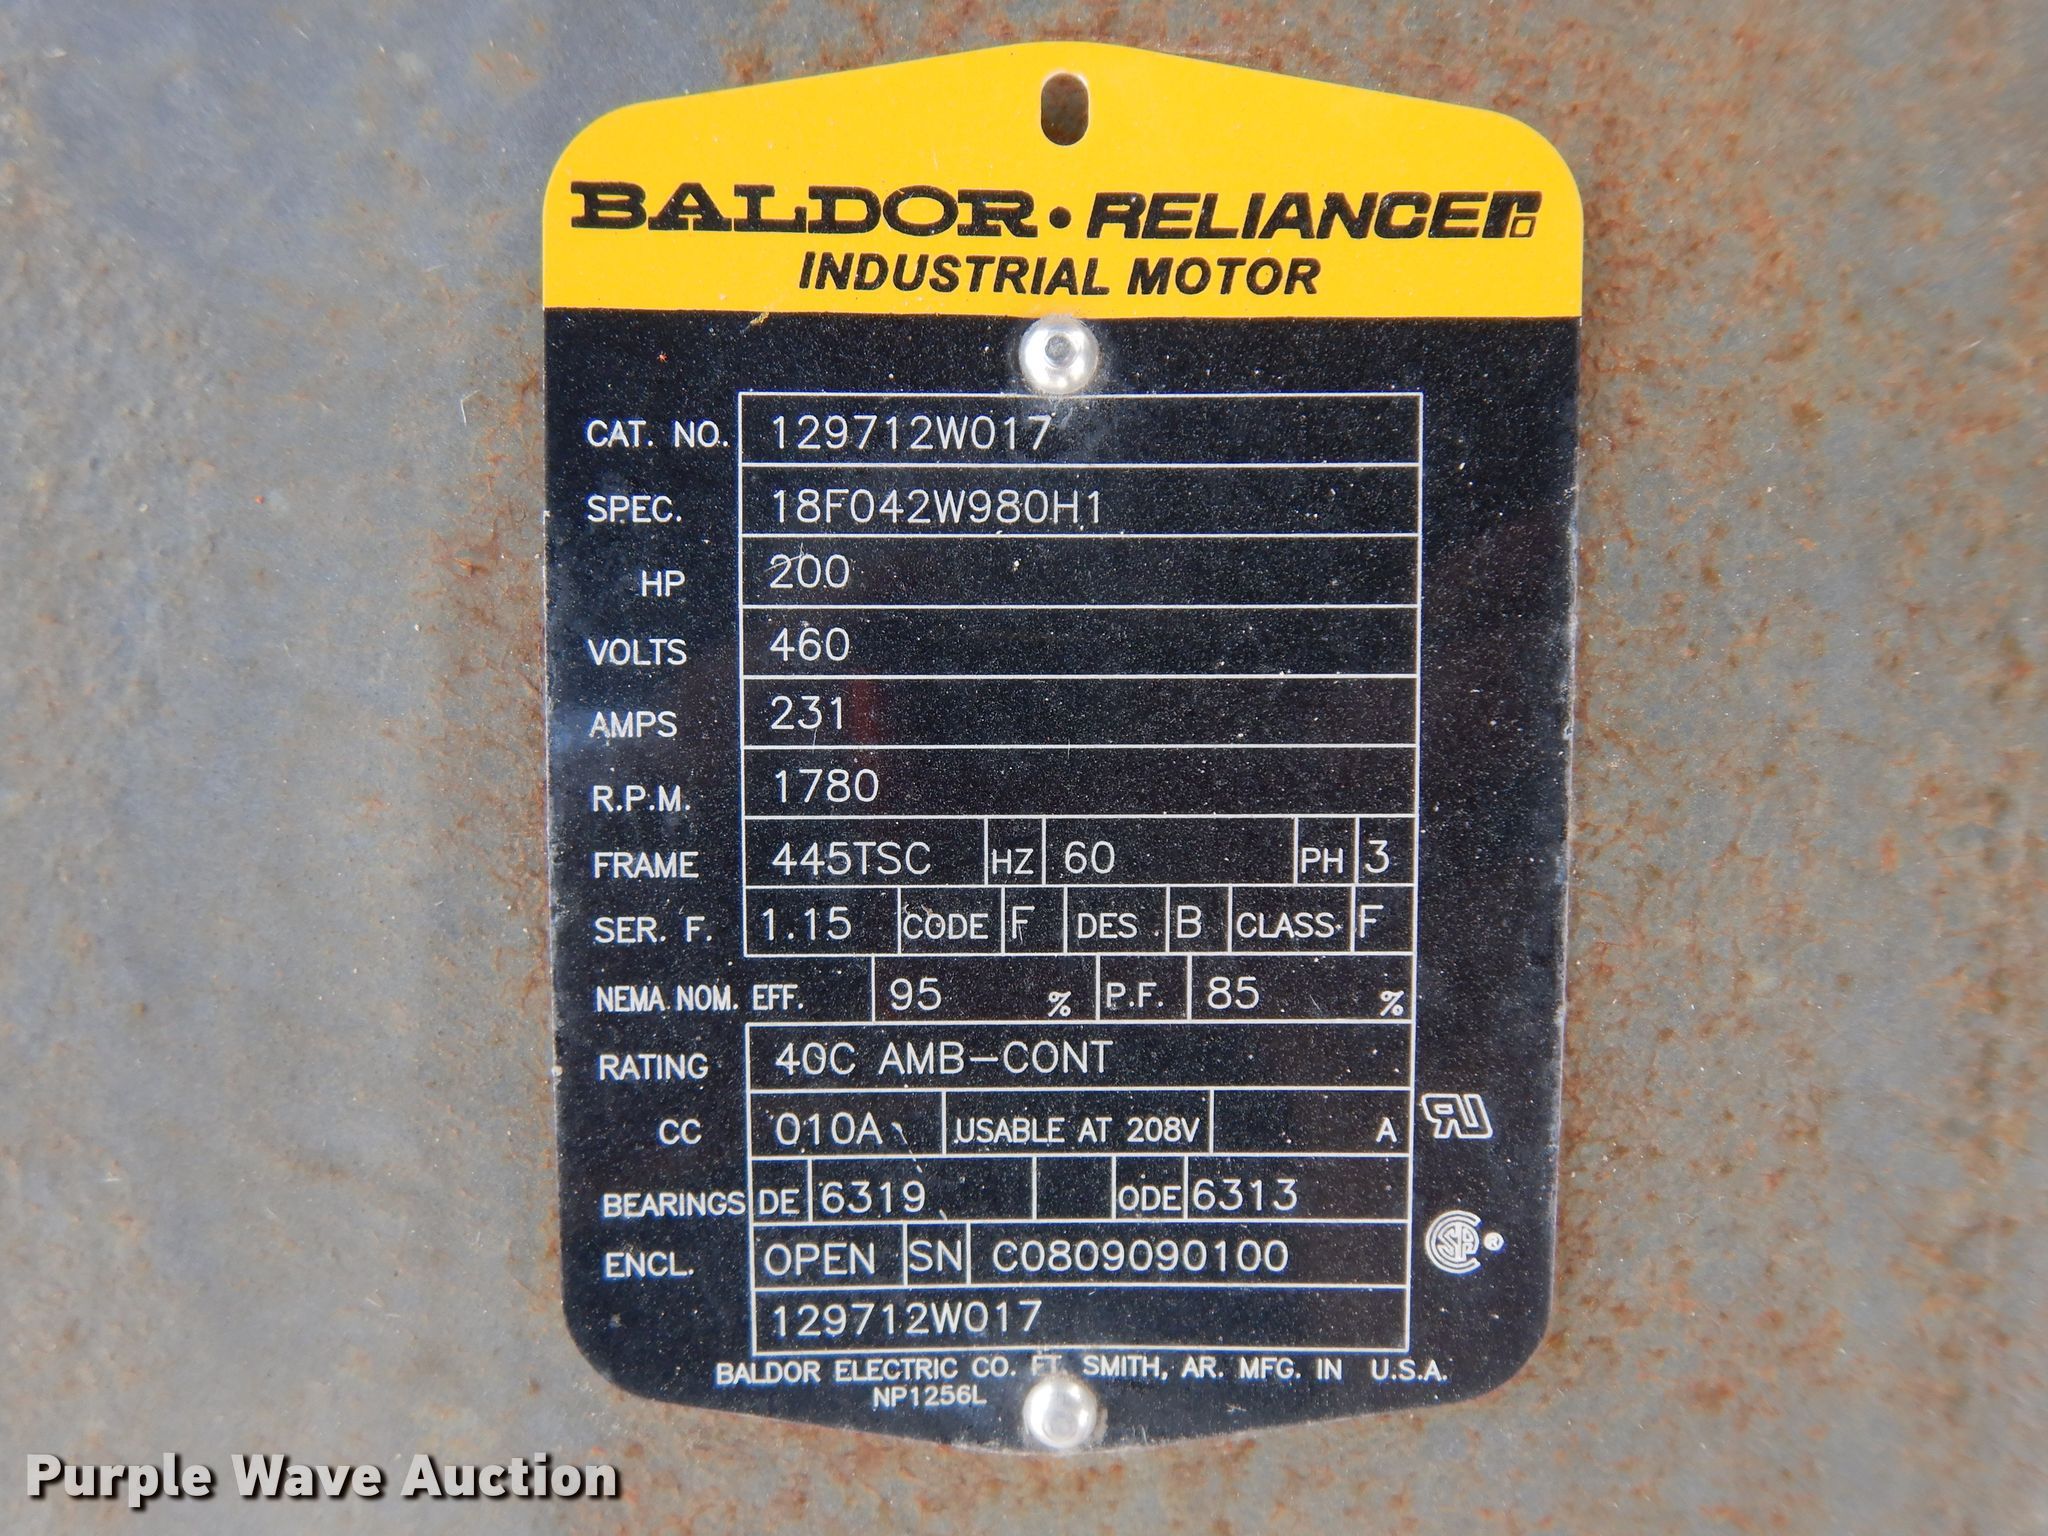 BALDOR • RELIANCER
INDUSTRIAL MOTOR
CAT. NO. 129712W017
SPEC. 18F042W980H1
HP 200
VOLTS 460
AMPS 231
R.P.M. 1780
FRAME 445TSC HZ 60 PH 3
SER. F. 1.15 CODE F DES B CLASS F
NEMA NOM. EFF. 95 % P.F. 85 %
RATING 40C AMB-CONT
CC 010A USABLE AT 208V A
BEARINGS DE 6319 ODE 6313
ENCL. OPEN SN C0809090100
129712W017
BALDOR ELECTRIC CO. FT. SMITH, AR. MFG. IN U.S.A.
NP1256L
Purple Wave Auction